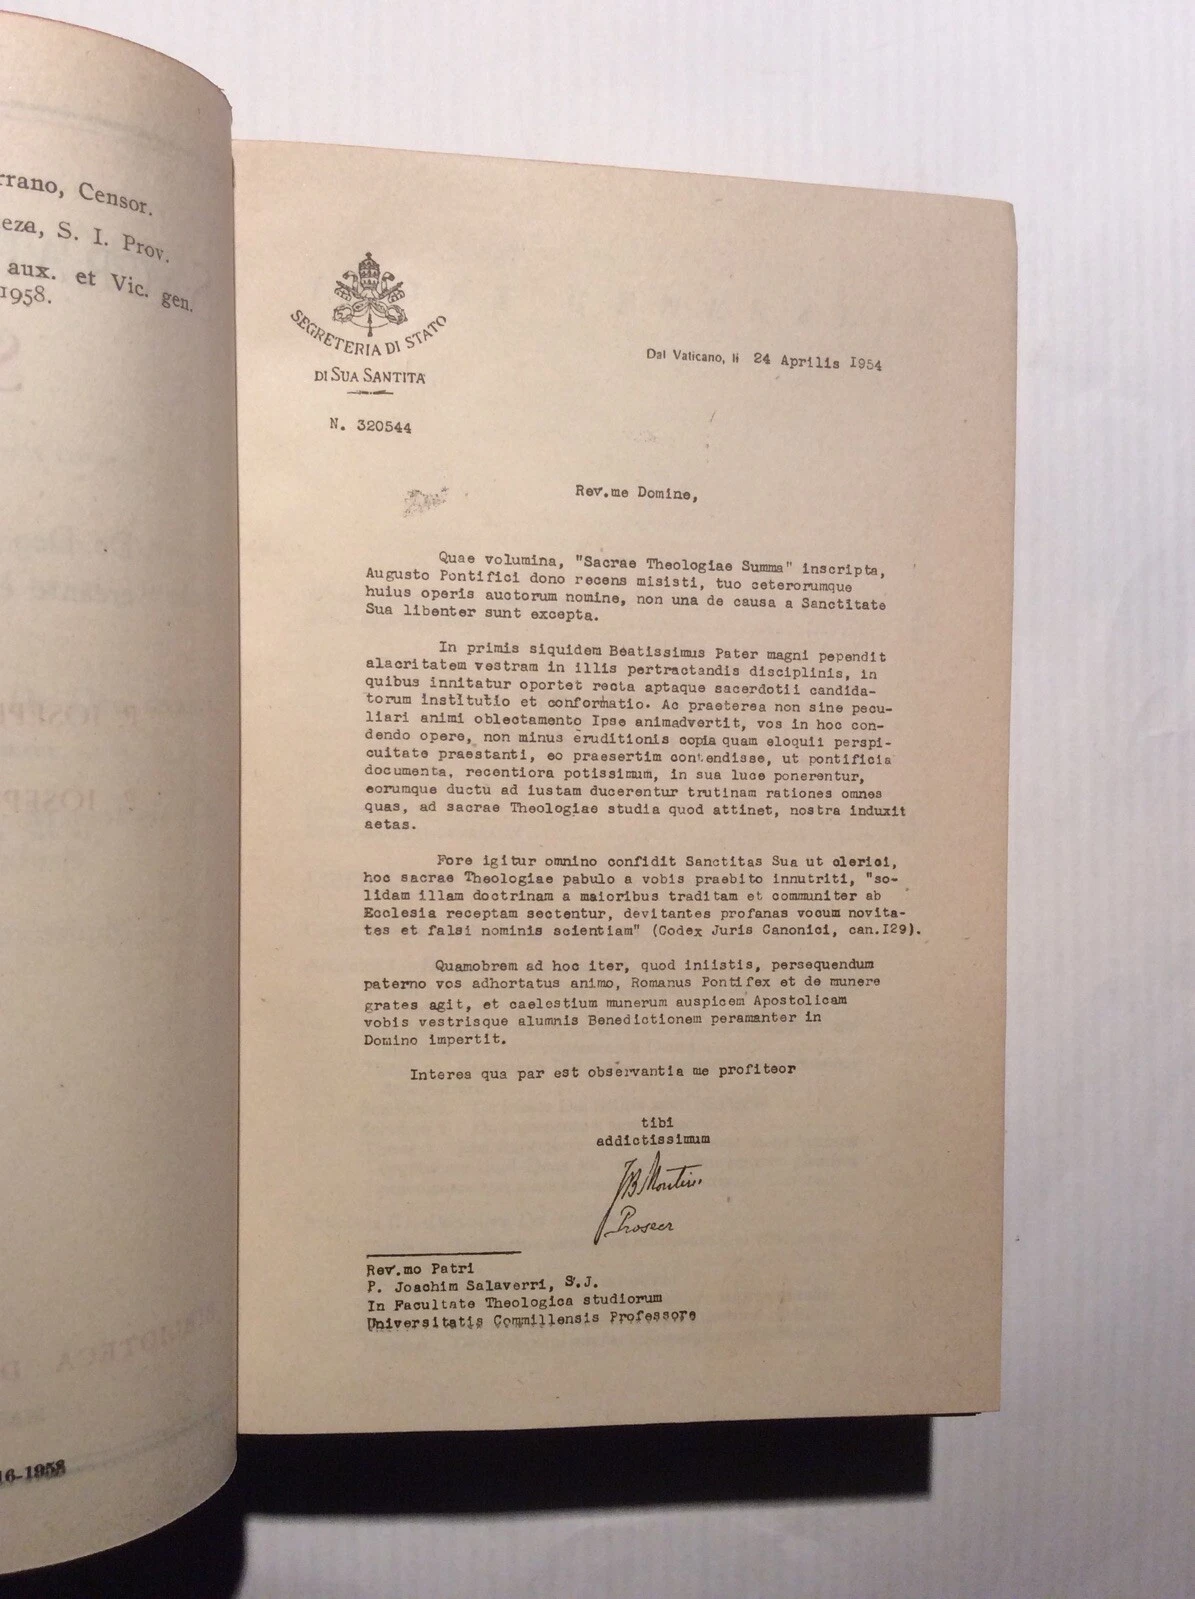 rrano, Censor.
eza, S. I. Prov.
aux. et Vic. gen.
1958.
16-1958
SEGRETERIA DI STATO
DI SUA SANTITA
N. 320544
Dal Vaticano, li 24 Aprilis I954
Rev.me Domine,
Quae volumina, "Sacrae Theologiae Summa" inscripta,
Augusto Pontifici dono recens misisti, tuo ceterorumque
huius operis auctorum nomine, non una de causa a Sanctitate
Sua libenter sunt excepta.
In primis siquidem Beatissimus Pater magni pependit
alacritatem vestram in illis pertractandis disciplinis, in
quibus innitatur oportet recta aptaque sacerdotii candida-
torum institutio et conformatio. Ac praeterea non sine pecu-
liari animi oblectamento Ipse animadvertit, vos in hoc con-
dendo opere, non minus eruditionis copia quam eloquii perspi-
cuitate praestanti, eo praesertim contendisse, ut pontificia
documenta, recentiora potissimum, in sua luce ponerentur,
eorumque ductu ad iustam ducerentur trutinam rationes omnes
quas, ad sacrae Theologiae studia quod attinet, nostra induxit
aetas.
Fore igitur omnino confidit Sanctitas Sua ut clerici,
hoc sacrae Theologiae pabulo a vobis praebito innutriti, "so-
lidam illam doctrinam a maioribus traditam et communiter ab
Ecclesia receptam sectentur, devitantes profanas vocum novita-
tes et falsi nominis scientiam" (Codex Juris Canonici, can.I29).
Quamobrem ad hoc iter, quod iniistis, persequendum
paterno vos adhortatus animo, Romanus Pontifex et de munere
grates agit, et caelestium munerum auspicem Apostolicam
vobis vestrisque alumnis Benedictionem peramanter in
Domino impertit.
Interea qua par est observantia me profiteor
tibi
addictissimum
JB Montini
Prosecr
Rev.mo Patri
P. Joachim Salaverri, S.J.
In Facultate Theologica studiorum
Universitatis Commillensis Professore